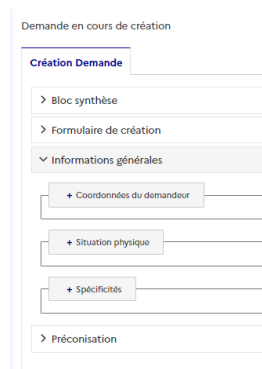 Demande en cours de création
Création Demande
Bloc synthèse
Formulaire de création
Informations générales
+ Coordonnées du demandeur
+ Situation physique
+ Spécificités
Préconisation